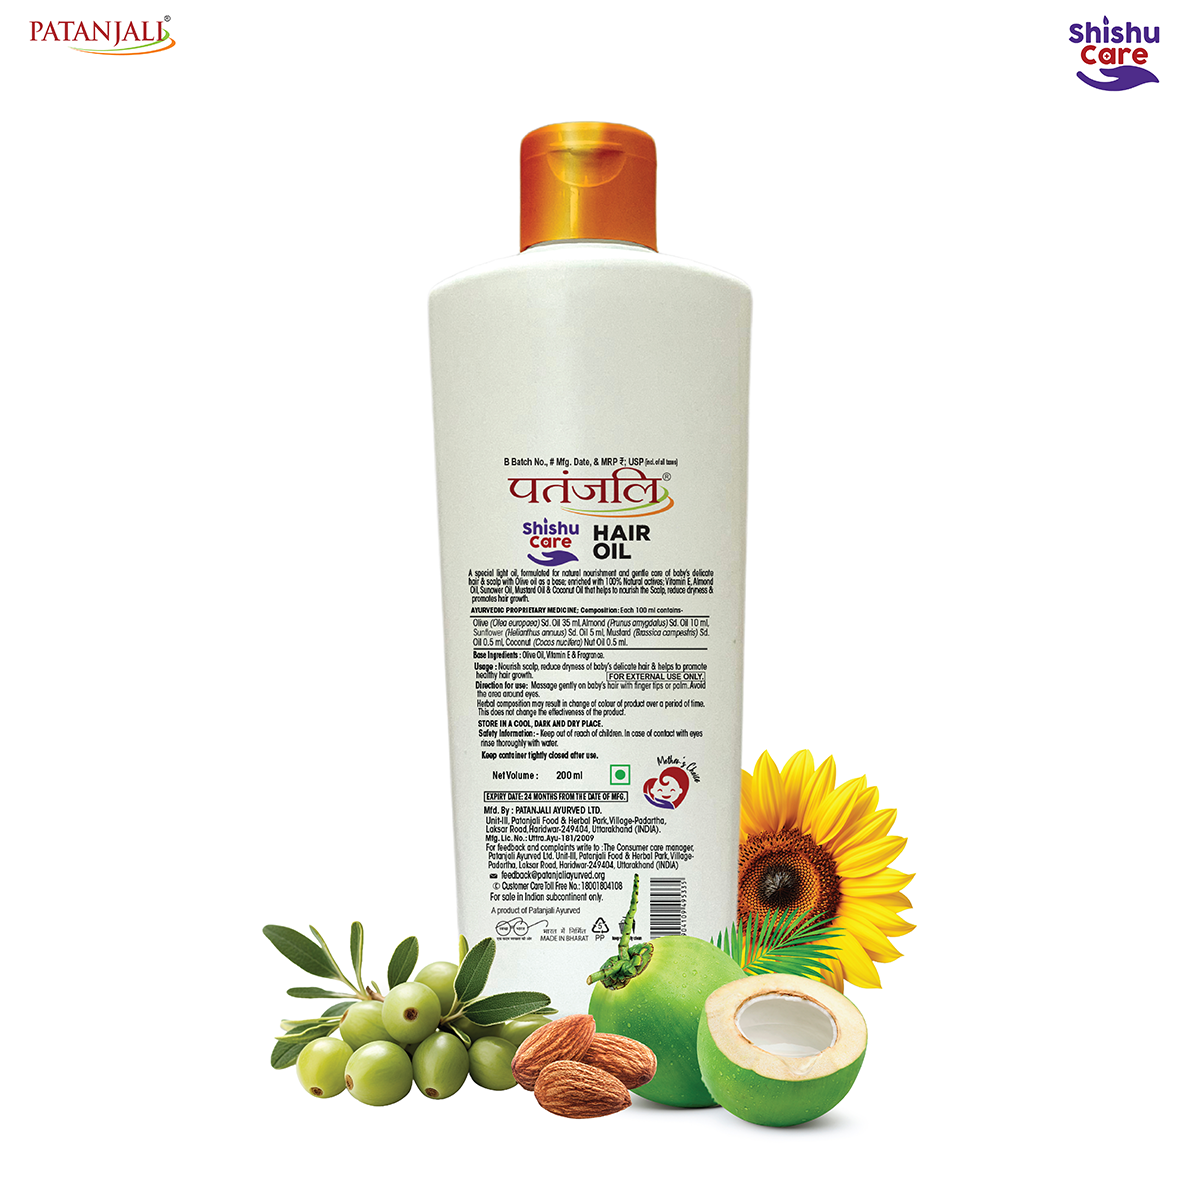 PATANJALI®
Shishu
Care
B Batch No., # Mfg. Date, & MRP ₹; USP (incl. of all taxes)
पतंजलि®
Shishu
Care
HAIR
OIL
A special light oil, formulated for natural nourishment and gentle care of baby's delicate
hair & scalp with Olive oil as a base; enriched with 100% Natural actives; Vitamin E, Almond
Oil, Sunower Oil, Mustard Oil & Coconut Oil that helps to nourish the Scalp, reduce dryness &
promotes hair growth.
AYURVEDIC PROPRIETARY MEDICINE; Composition: Each 100 ml contains-
Olive (Olea europaea) Sd. Oil 35 ml, Almond (Prunus amygdalus) Sd. Oil 10 ml,
Sunflower (Helianthus annuus) Sd. Oil 5 ml, Mustard (Brassica campestris) Sd.
Oil 0.5 ml, Coconut (Cocos nucifera) Nut Oil 0.5 ml.
Base Ingredients : Olive Oil, Vitamin E & Fragrance.
Usage : Nourish scalp, reduce dryness of baby's delicate hair & helps to promote
healthy hair growth.
FOR EXTERNAL USE ONLY.
Direction for use: Massage gently on baby's hair with finger tips or palm. Avoid
the area around eyes.
Herbal composition may result in change of colour of product over a period of time.
This does not change the effectiveness of the product.
STORE IN A COOL, DARK AND DRY PLACE.
Safety Information: - Keep out of reach of children. In case of contact with eyes
rinse thoroughly with water.
Keep container tightly closed after use.
Net Volume : 200 ml
Mother's Choice
EXPIRY DATE: 24 MONTHS FROM THE DATE OF MFG.
Mfd. By : PATANJALI AYURVED LTD.
Unit-III, Patanjali Food & Herbal Park, Village-Padartha,
Laksar Road, Haridwar-249404, Uttarakhand (INDIA).
Mfg. Lic. No.: Uttra.Ayu-181/2009
For feedback and complaints write to :The Consumer care manager,
Patanjali Ayurved Ltd. Unit-III, Patanjali Food & Herbal Park, Village-
Padartha, Laksar Road, Haridwar-249404, Uttarakhand (INDIA)
feedback@patanjaliayurved.org
Customer Care Toll Free No.: 18001804108
For sale in Indian subcontinent only.
A product of Patanjali Ayurved
भारत में निर्मित
MADE IN BHARAT
5
PP